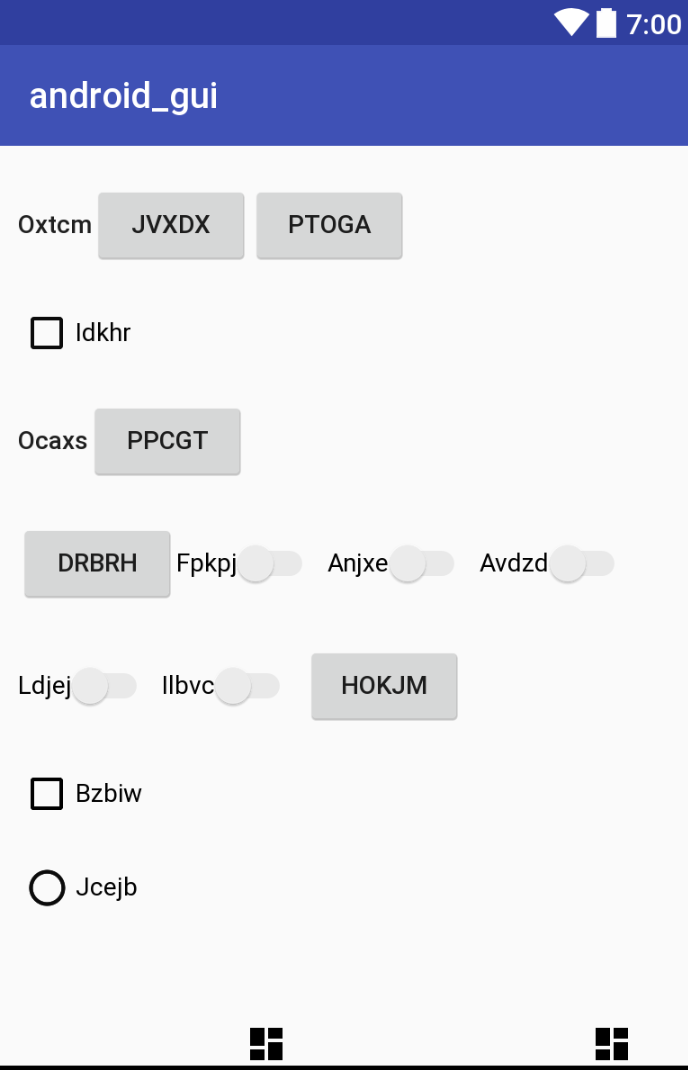 7:00
android_gui
Oxtcm JVXDX PTOGA
Idkhr
Ocaxs PPCGT
DRBRH Fpkpj Anjxe Avdzd
Ldjej Ilbvc HOKJM
Bzbiw
Jcejb